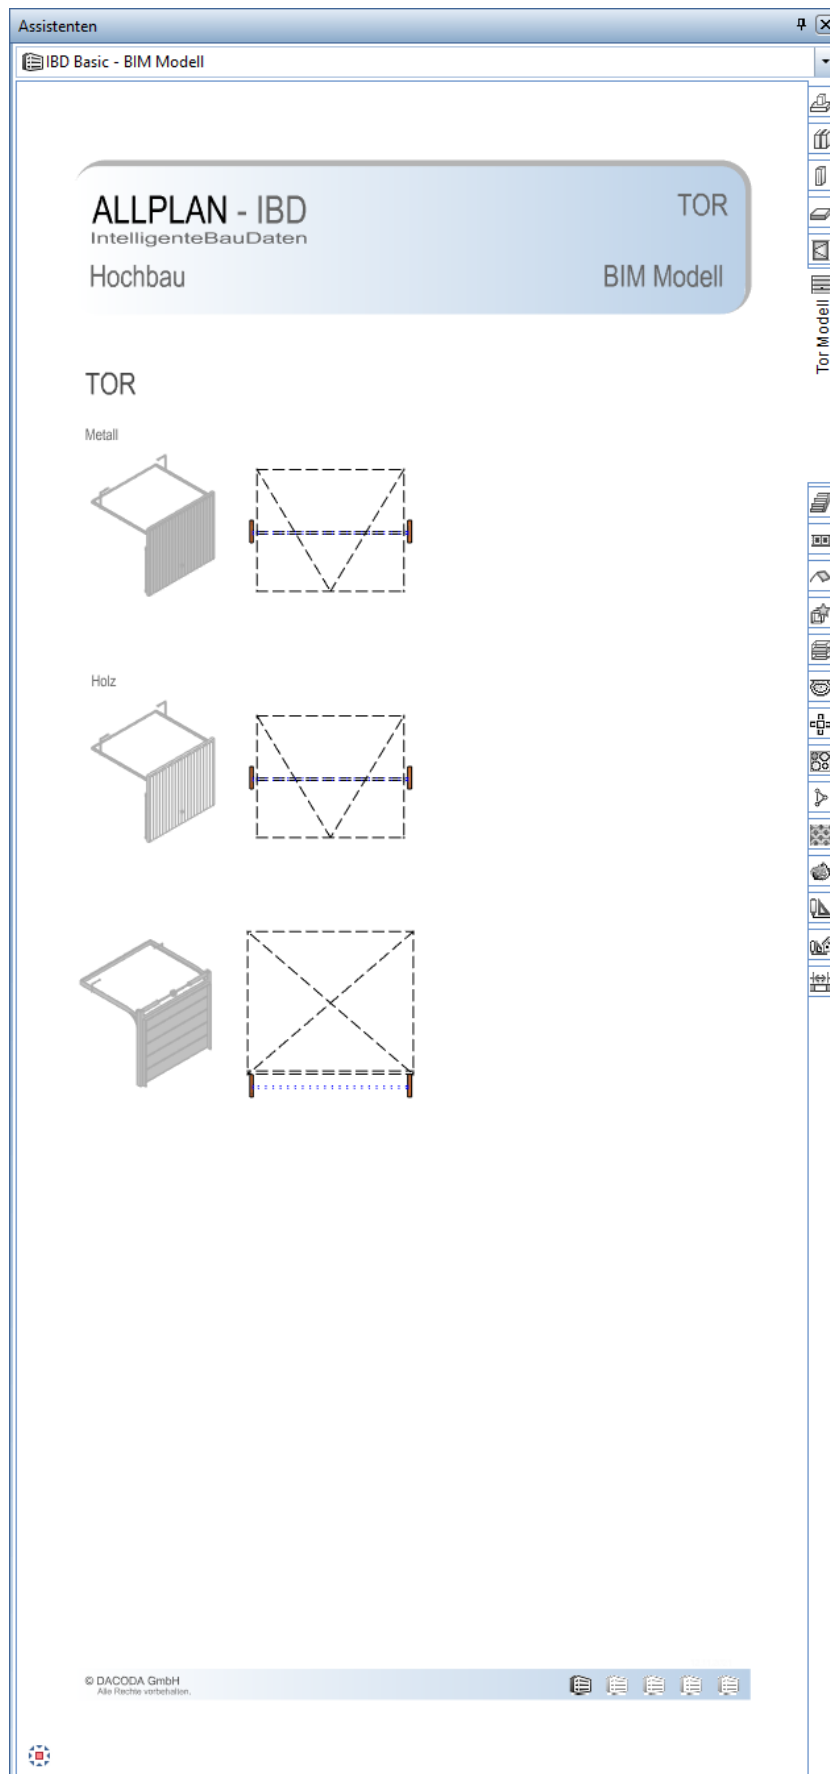 Assistenten
IBD Basic - BIM Modell
ALLPLAN - IBD
IntelligenteBauDaten
TOR
Hochbau
BIM Modell
Tor Modell
TOR
Metall
Holz
© DACODA GmbH
Alle Rechte vorbehalten.